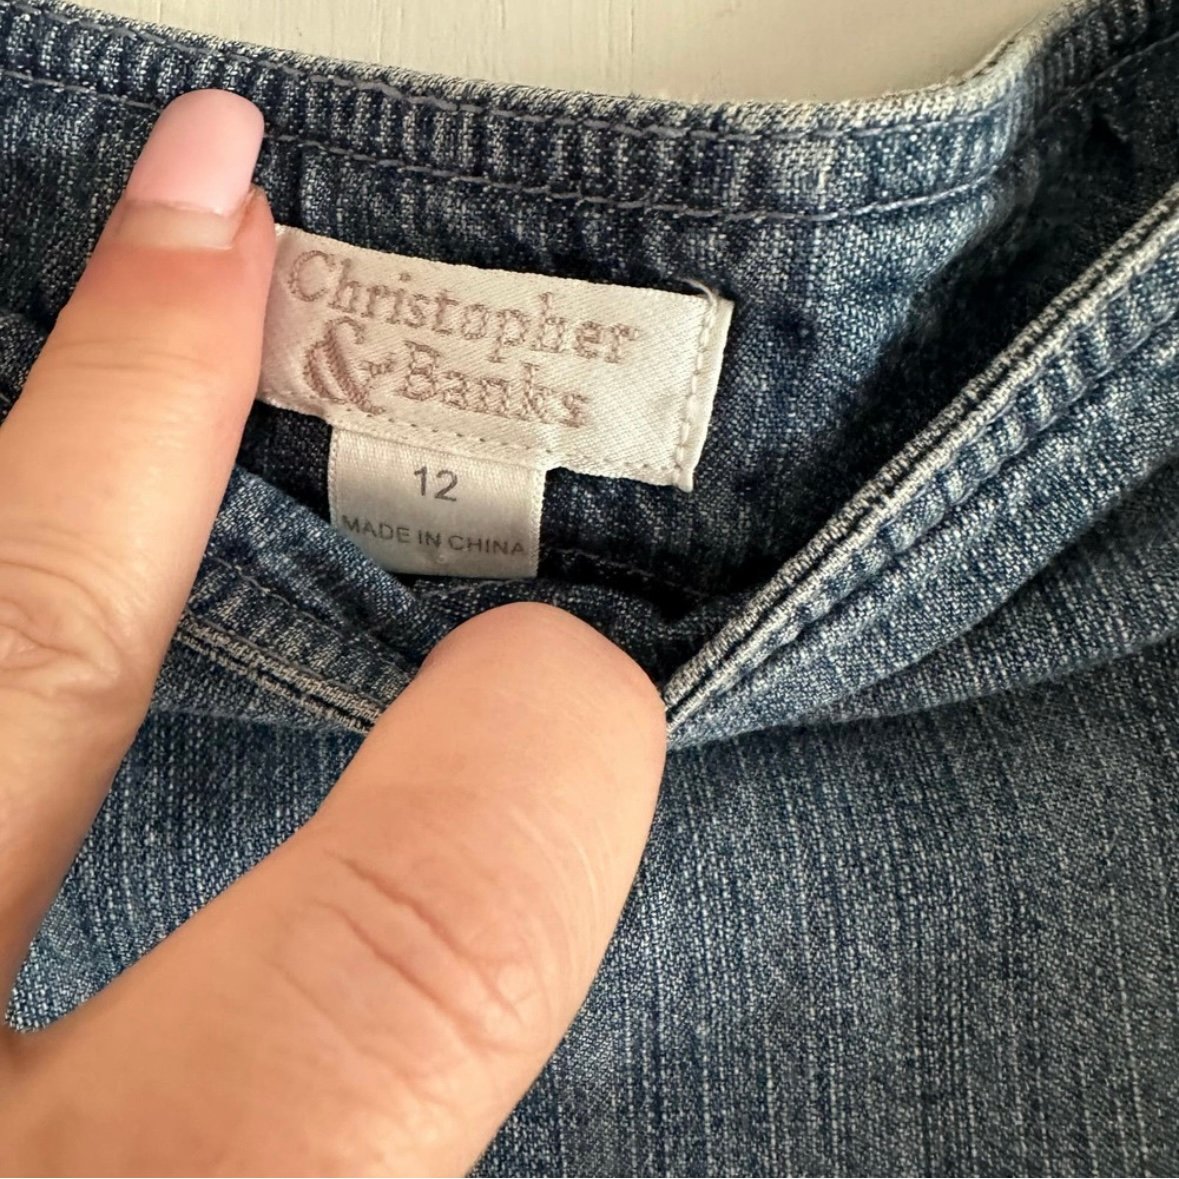 Christopher
& Banks
12
MADE IN CHINA